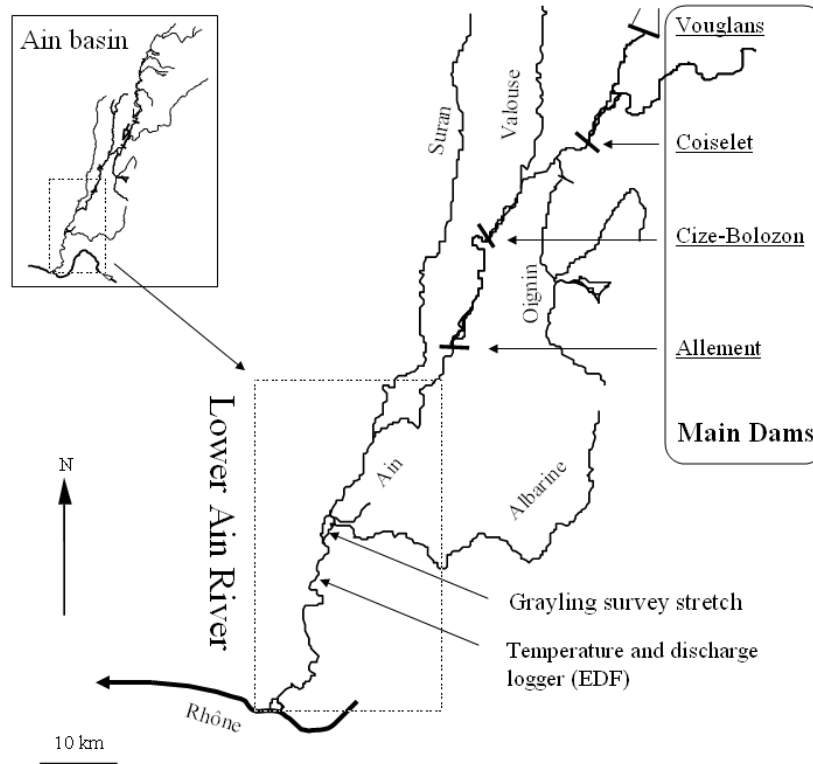 Ain basin
Vouglans
Suran
Valouse
Coiselet
Cize-Bolozon
Oignin
Allement
Main Dams
Lower Ain River
Ain
Albarine
N
Grayling survey stretch
Temperature and discharge
logger (EDF)
Rhône
10 km